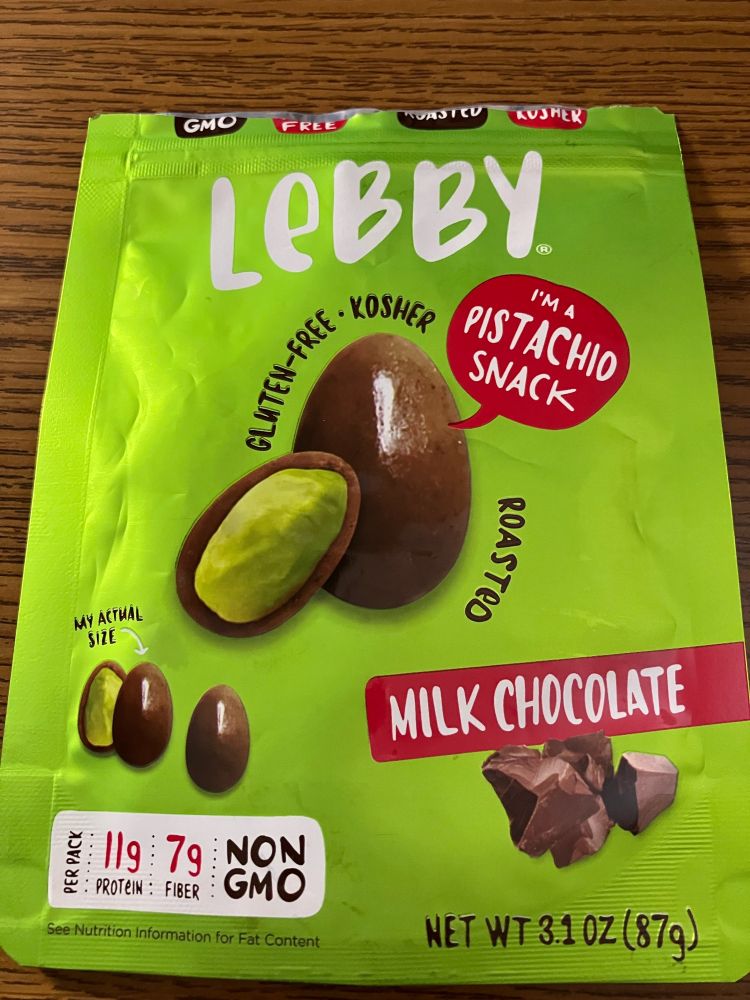 GMO
FREE
ROASTED
KOSHER
LeBBY®
GLUTEN-FREE • KOSHER
I'M A
PISTACHIO
SNACK
ROASTeD
MY ACTUAL
SIZE
MILK CHOCOLATE
PER PACK
11g PROTeIN
7g FIBER
NON
GMO
See Nutrition Information for Fat Content
NET WT 3.1 OZ (87g)